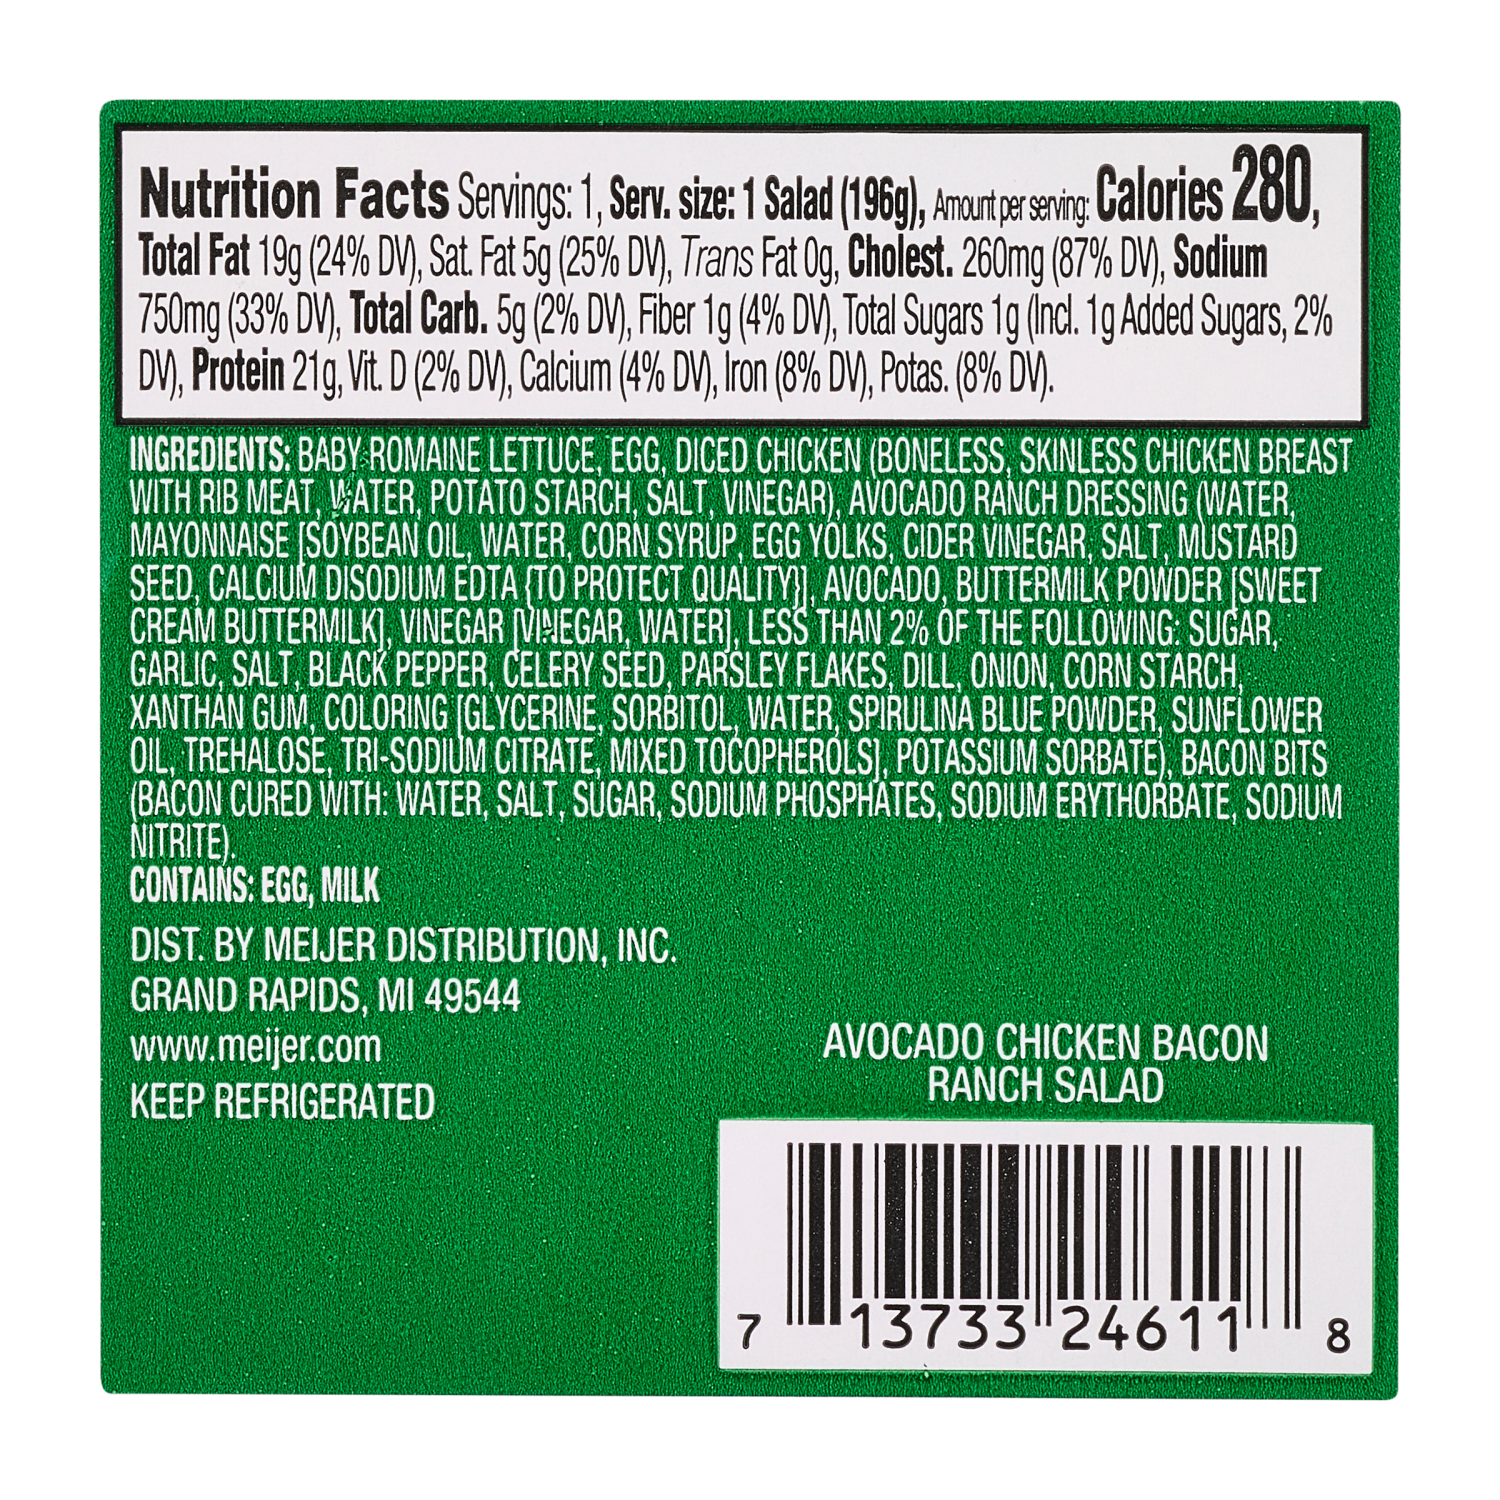 Nutrition Facts Servings: 1, Serv. size: 1 Salad (196g), Amount per serving: Calories 280,
Total Fat 19g (24% DV), Sat. Fat 5g (25% DV), Trans Fat 0g, Cholest. 260mg (87% DV), Sodium
750mg (33% DV), Total Carb. 5g (2% DV), Fiber 1g (4% DV), Total Sugars 1g (Incl. 1g Added Sugars, 2%
DV), Protein 21g, Vit. D (2% DV), Calcium (4% DV), Iron (8% DV), Potas. (8% DV).
INGREDIENTS: BABY ROMAINE LETTUCE, EGG, DICED CHICKEN (BONELESS, SKINLESS CHICKEN BREAST
WITH RIB MEAT, WATER, POTATO STARCH, SALT, VINEGAR), AVOCADO RANCH DRESSING (WATER,
MAYONNAISE [SOYBEAN OIL, WATER, CORN SYRUP, EGG YOLKS, CIDER VINEGAR, SALT, MUSTARD
SEED, CALCIUM DISODIUM EDTA {TO PROTECT QUALITY}], AVOCADO, BUTTERMILK POWDER [SWEET
CREAM BUTTERMILK], VINEGAR [VINEGAR, WATER], LESS THAN 2% OF THE FOLLOWING: SUGAR,
GARLIC, SALT, BLACK PEPPER, CELERY SEED, PARSLEY FLAKES, DILL, ONION, CORN STARCH,
XANTHAN GUM, COLORING [GLYCERINE, SORBITOL, WATER, SPIRULINA BLUE POWDER, SUNFLOWER
OIL, TREHALOSE, TRI-SODIUM CITRATE, MIXED TOCOPHEROLS], POTASSIUM SORBATE), BACON BITS
(BACON CURED WITH: WATER, SALT, SUGAR, SODIUM PHOSPHATES, SODIUM ERYTHORBATE, SODIUM
NITRITE).
CONTAINS: EGG, MILK
DIST. BY MEIJER DISTRIBUTION, INC.
GRAND RAPIDS, MI 49544
www.meijer.com
KEEP REFRIGERATED
AVOCADO CHICKEN BACON
RANCH SALAD
7 13733 24611 8